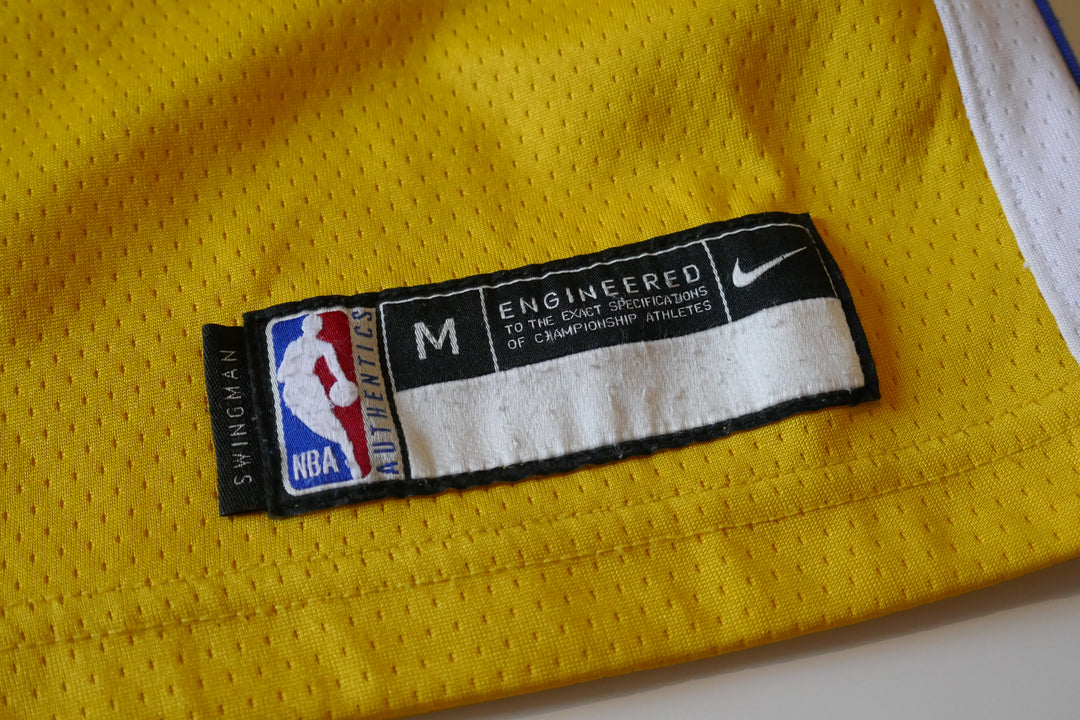 SWINGMAN
NBA
AUTHENTICS
M
ENGINEERED
TO THE EXACT SPECIFICATIONS
OF CHAMPIONSHIP ATHLETES